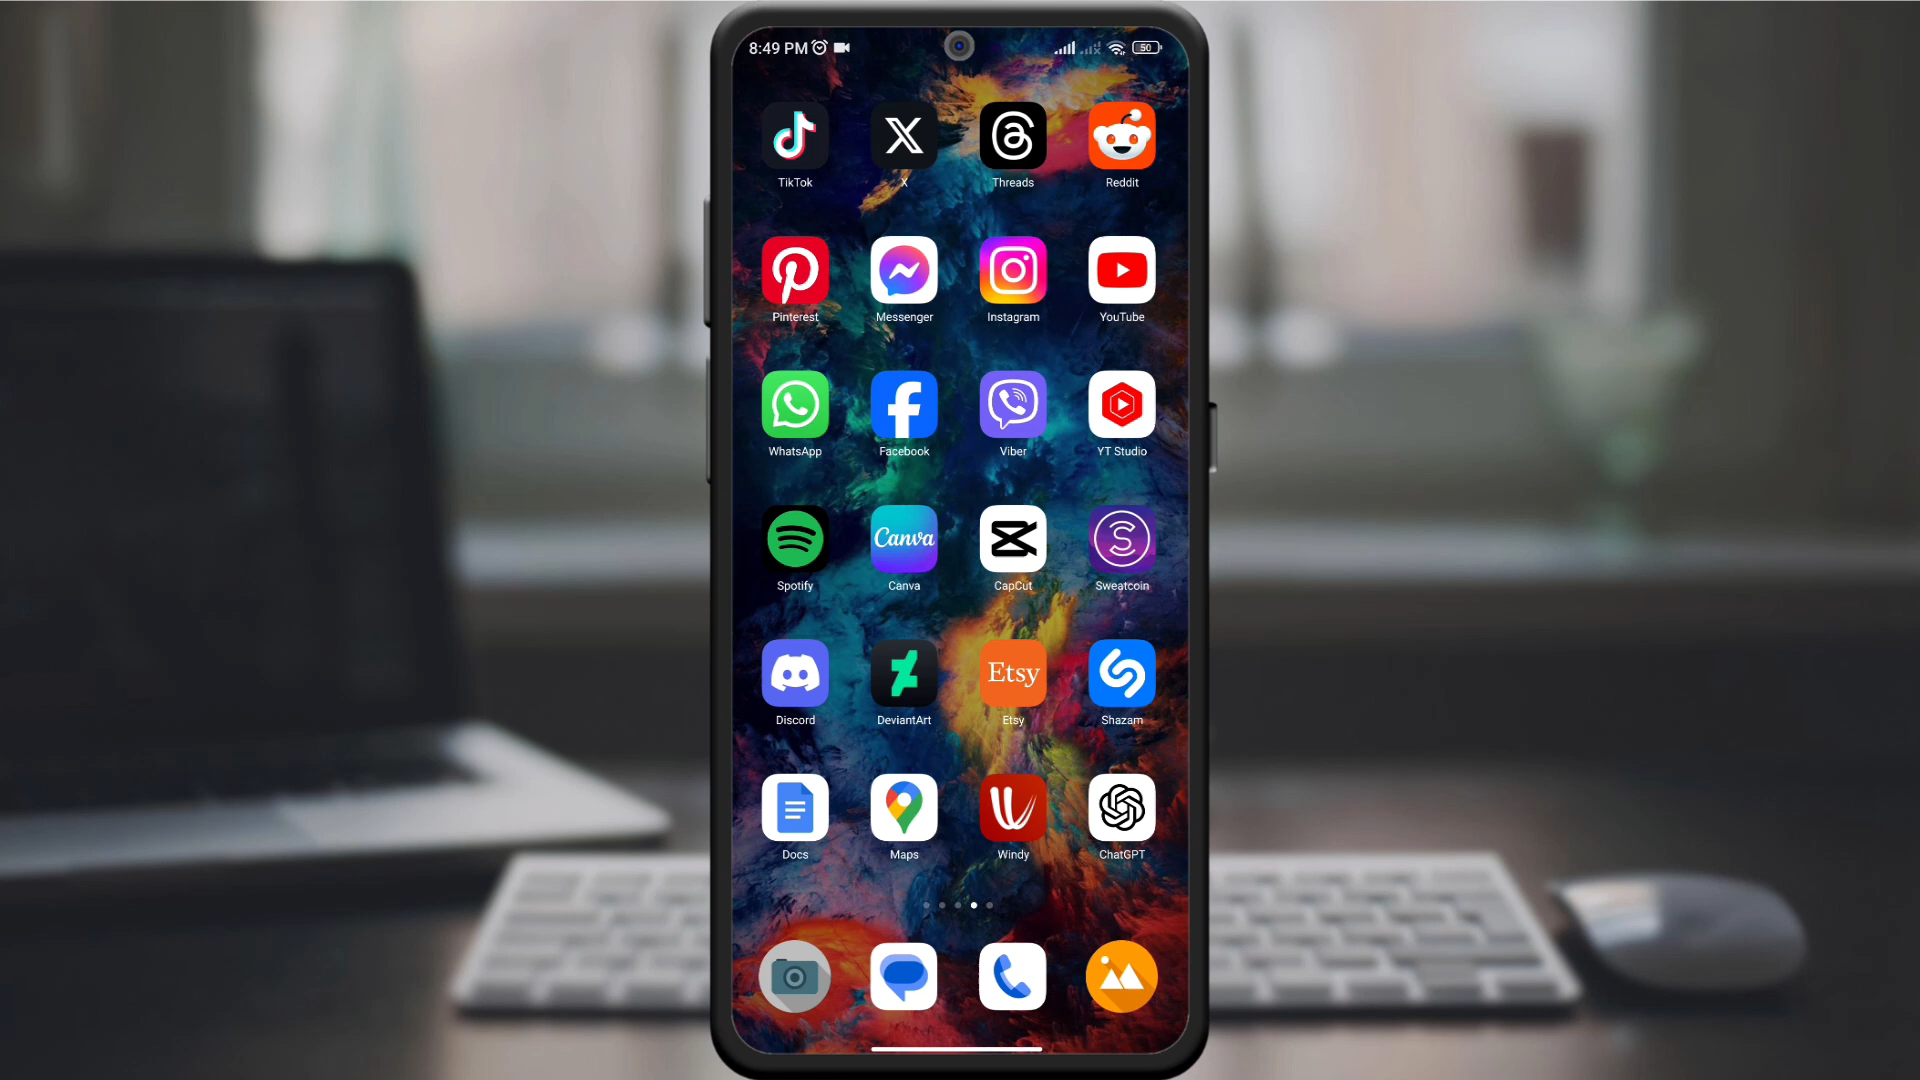 8:49 PM 50
TikTok X Threads Reddit
Pinterest Messenger Instagram YouTube
WhatsApp Facebook Viber YT Studio
Canva
Spotify Canva CapCut Sweatcoin
Etsy
Discord DeviantArt Etsy Shazam
Docs Maps Windy ChatGPT